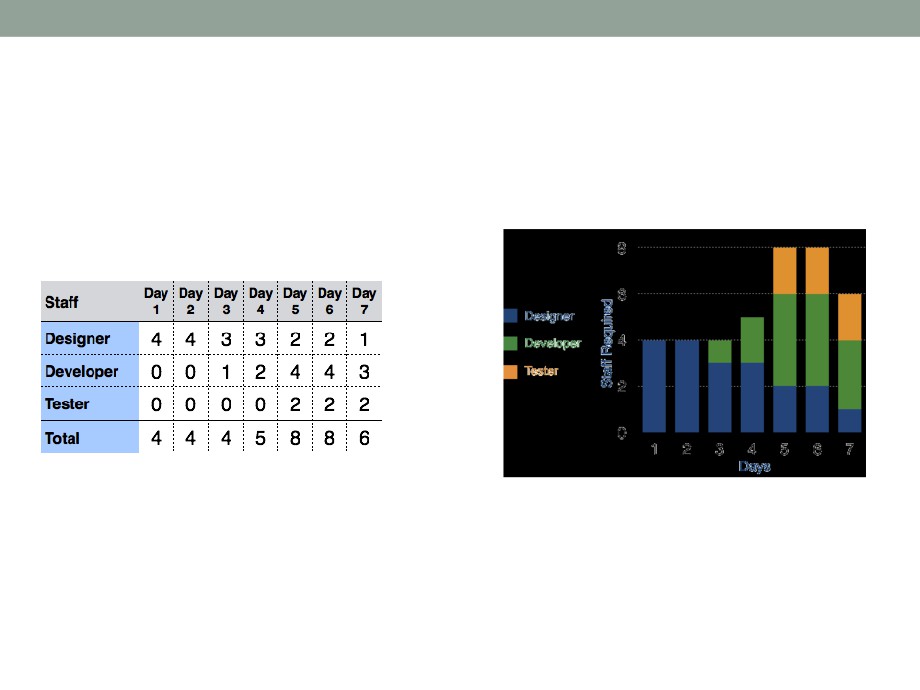 Staff Day 1 Day 2 Day 3 Day 4 Day 5 Day 6 Day 7
Designer 4 4 3 3 2 2 1
Developer 0 0 1 2 4 4 3
Tester 0 0 0 0 2 2 2
Total 4 4 4 5 8 8 6
Designer
Developer
Tester
Staff Required
8
6
4
2
0
1 2 3 4 5 6 7
Days